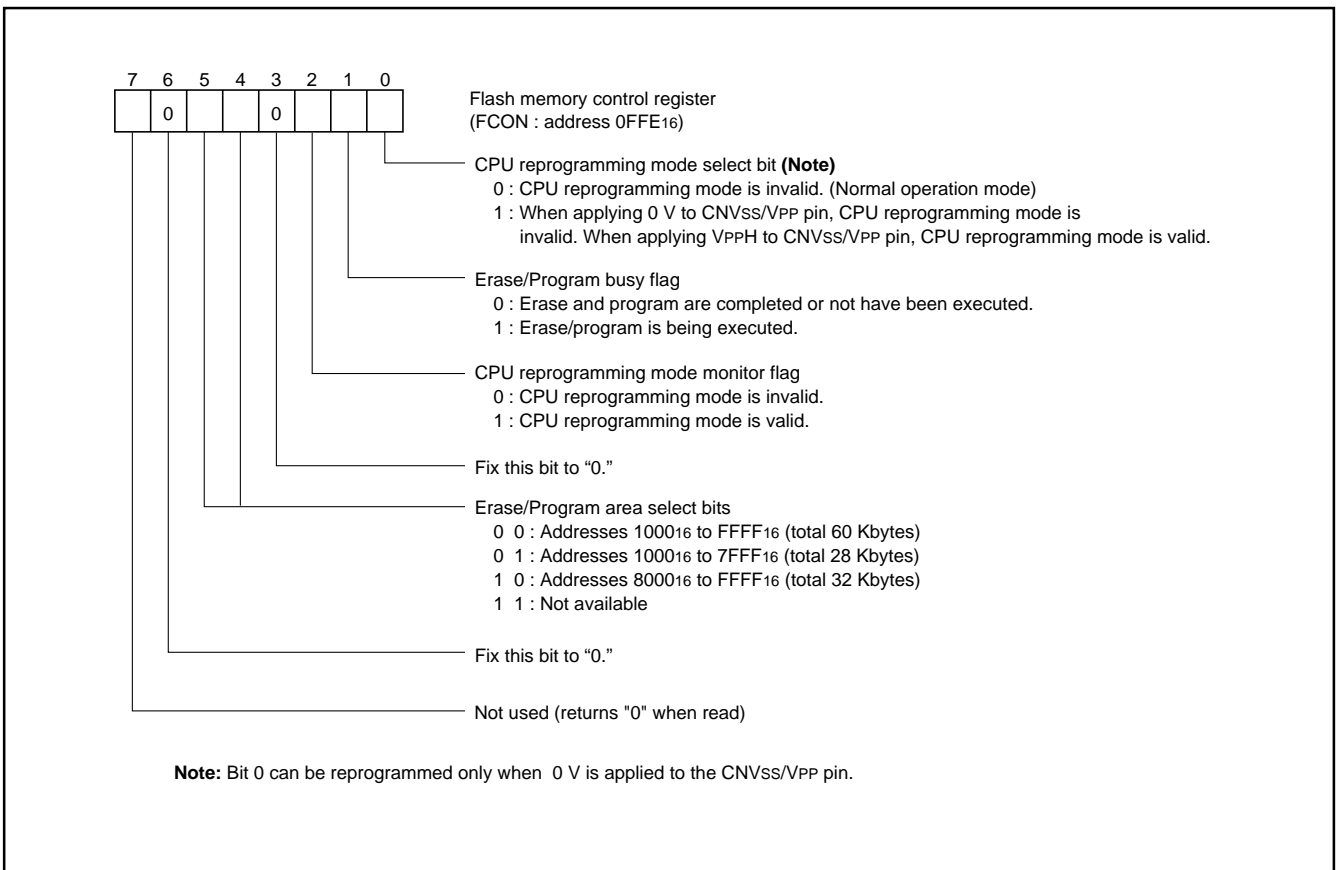 7 6 5 4 3 2 1 0
0 0
Flash memory control register
(FCON : address 0FFE16)
CPU reprogramming mode select bit (Note)
0 : CPU reprogramming mode is invalid. (Normal operation mode)
1 : When applying 0 V to CNVSS/VPP pin, CPU reprogramming mode is
invalid. When applying VPPH to CNVSS/VPP pin, CPU reprogramming mode is valid.
Erase/Program busy flag
0 : Erase and program are completed or not have been executed.
1 : Erase/program is being executed.
CPU reprogramming mode monitor flag
0 : CPU reprogramming mode is invalid.
1 : CPU reprogramming mode is valid.
Fix this bit to “0.”
Erase/Program area select bits
0 0 : Addresses 100016 to FFFF16 (total 60 Kbytes)
0 1 : Addresses 100016 to 7FFF16 (total 28 Kbytes)
1 0 : Addresses 800016 to FFFF16 (total 32 Kbytes)
1 1 : Not available
Fix this bit to “0.”
Not used (returns "0" when read)
Note: Bit 0 can be reprogrammed only when 0 V is applied to the CNVSS/VPP pin.